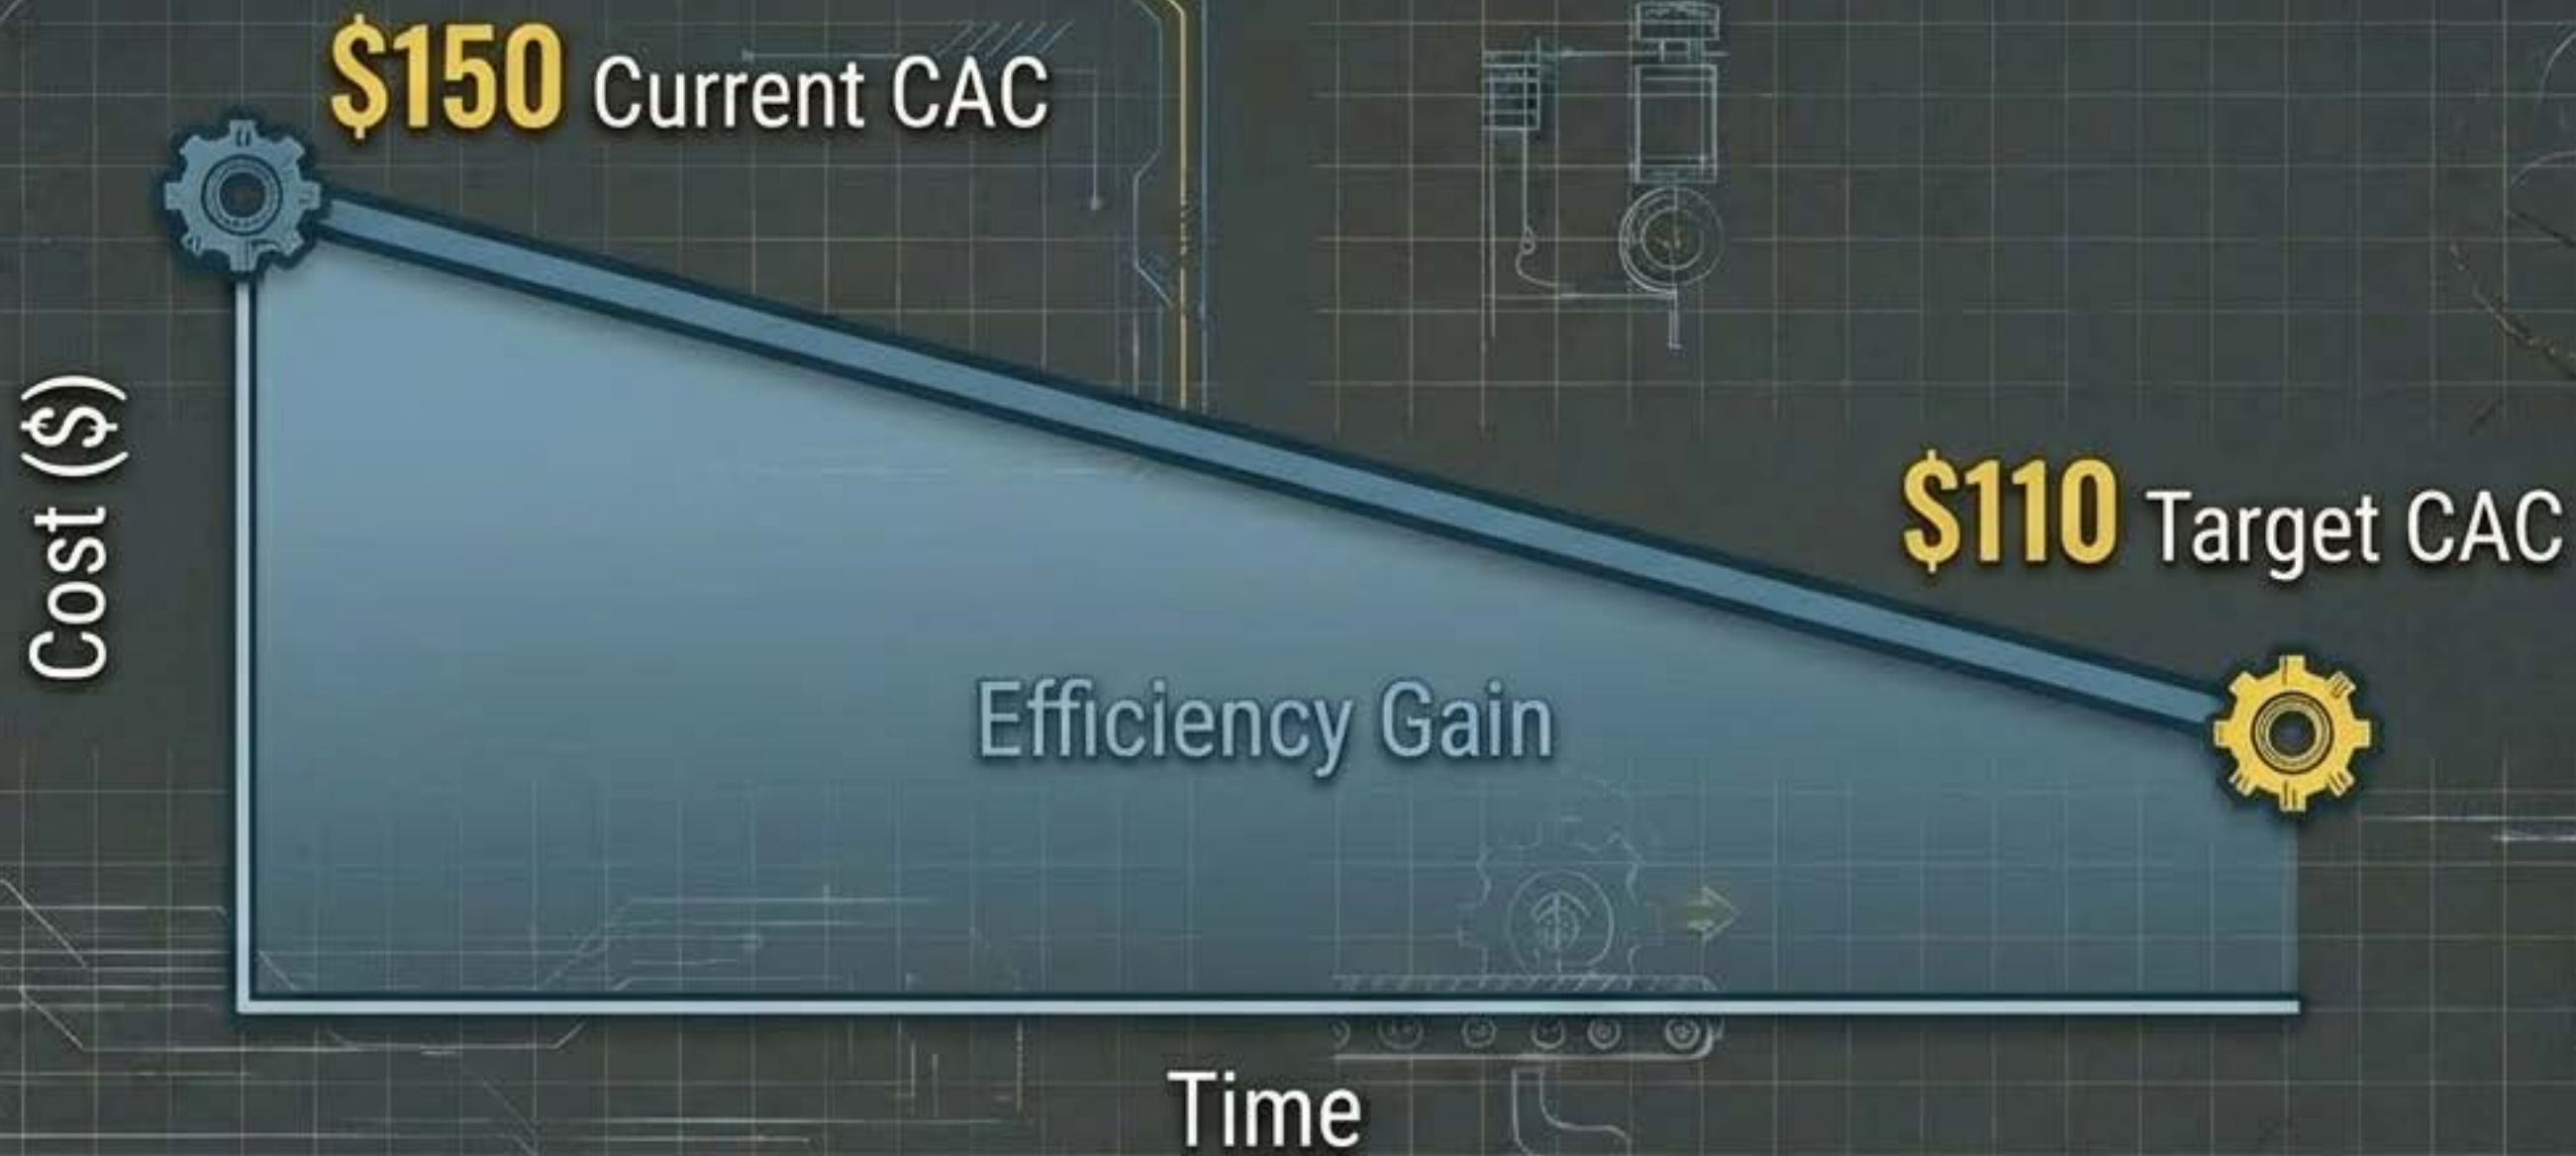 $150 Current CAC
Cost ($)
$110 Target CAC
Efficiency Gain
Time